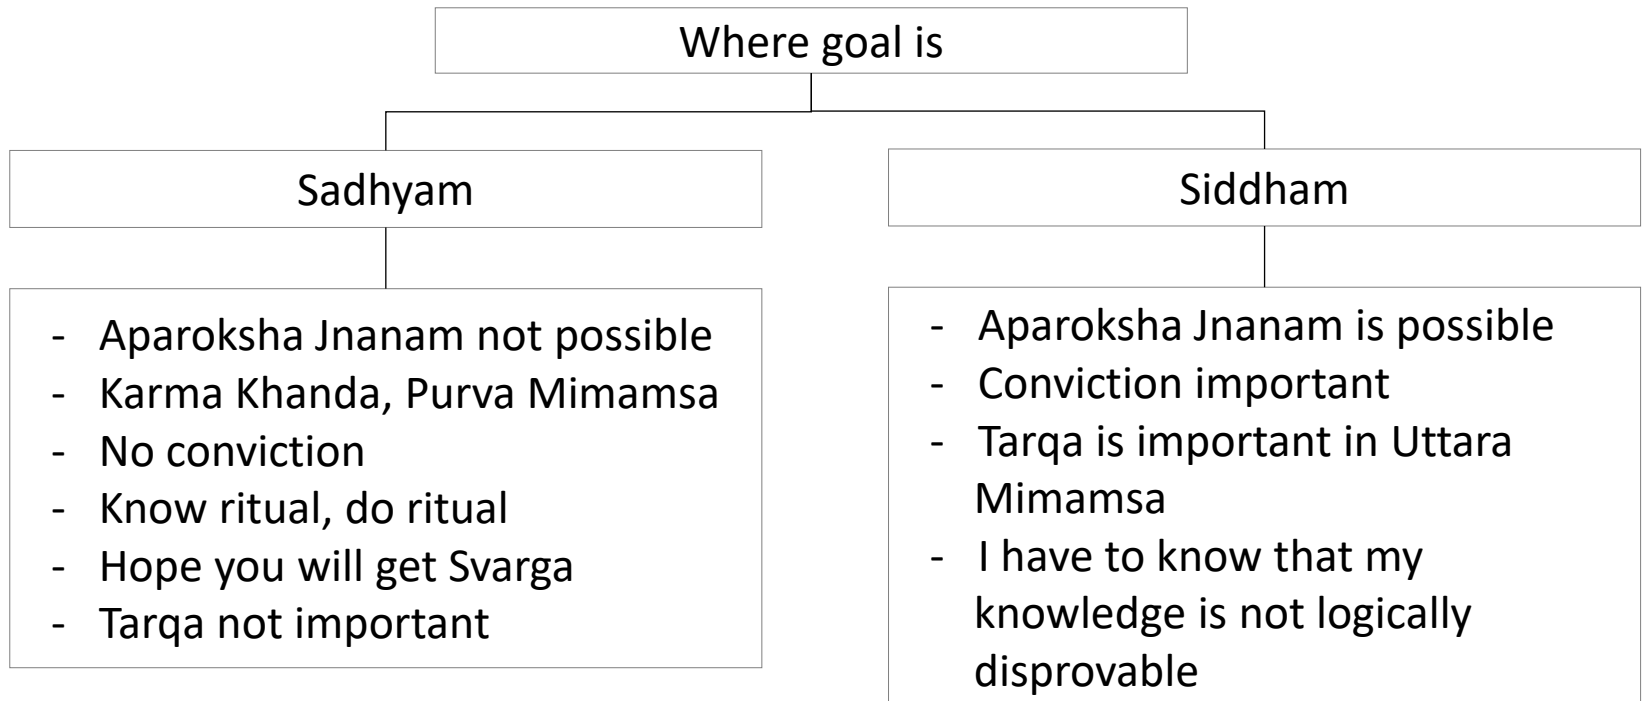 Where goal is
Sadhyam
- Aparoksha Jnanam not possible
- Karma Khanda, Purva Mimamsa
- No conviction
- Know ritual, do ritual
- Hope you will get Svarga
- Tarqa not important
Siddham
- Aparoksha Jnanam is possible
- Conviction important
- Tarqa is important in Uttara
Mimamsa
- I have to know that my
knowledge is not logically
disprovable